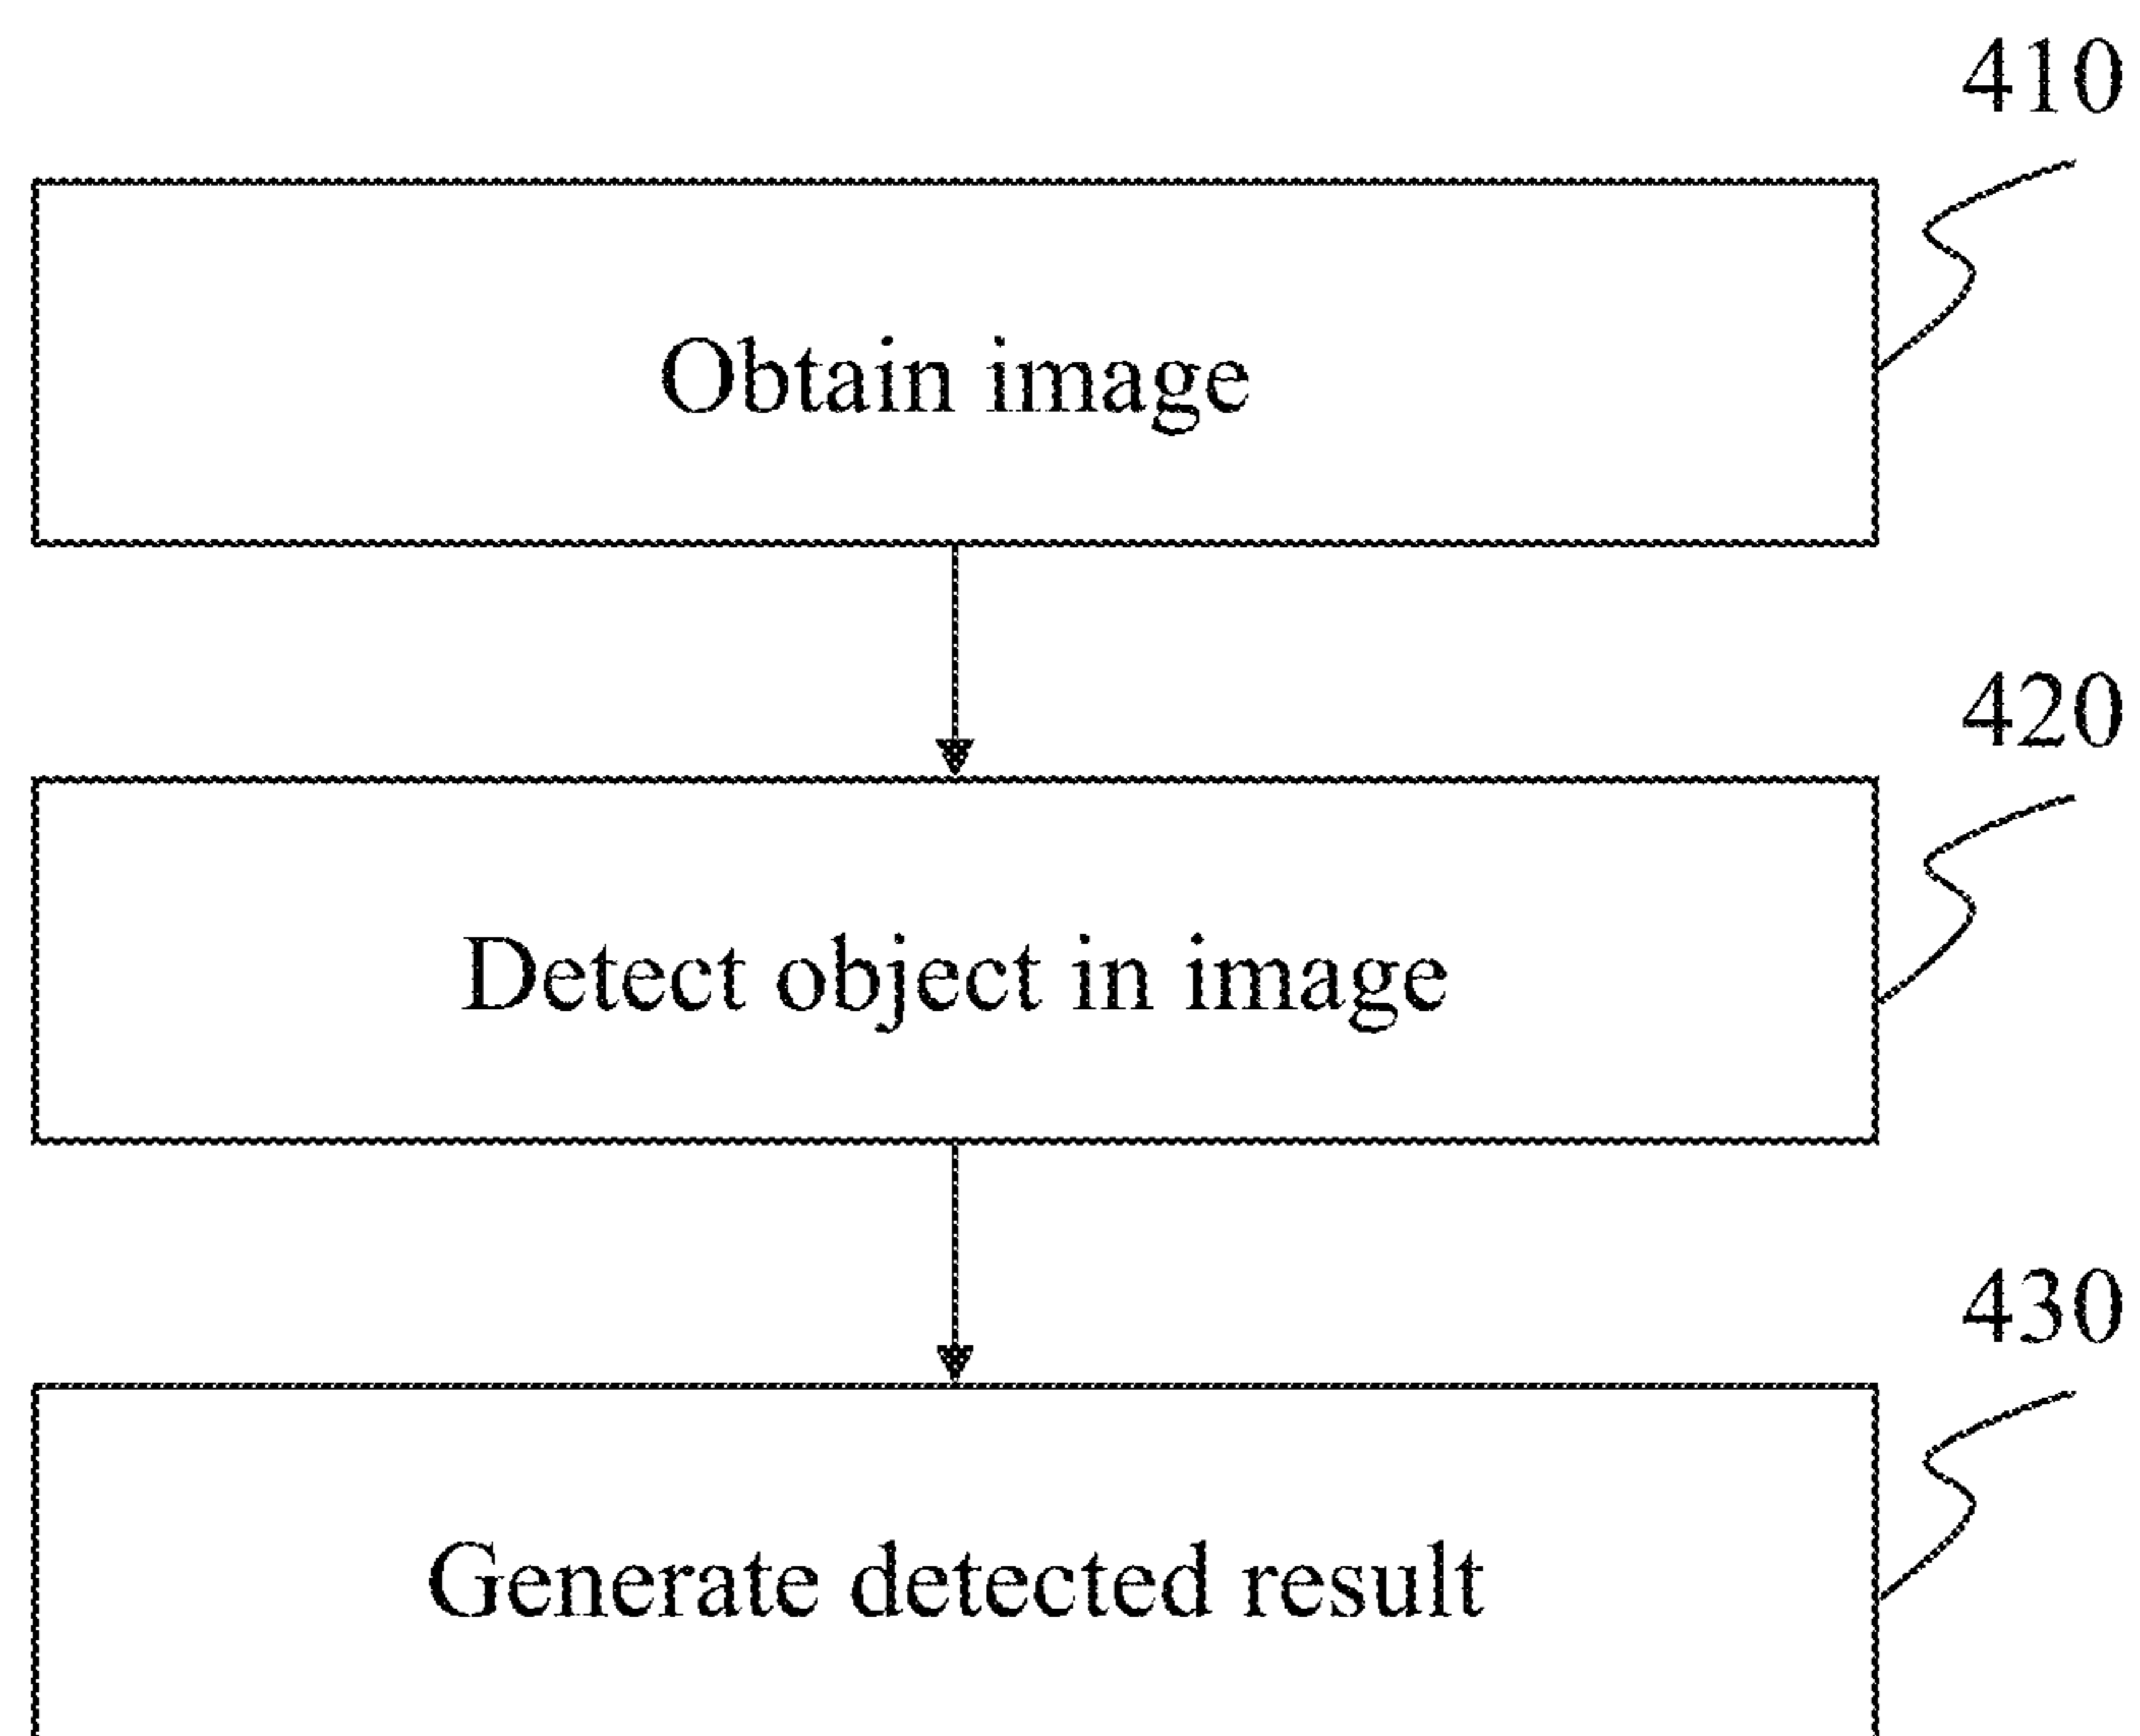 410
Obtain image
420
Detect object in image
430
Generate detected result